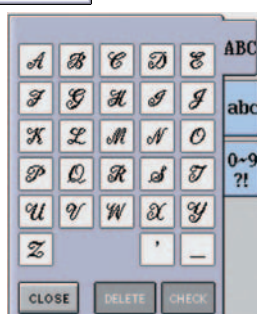 A B C D E
F G H I J
K L M N O
P Q R S T
U V W X Y
Z ' _
ABC
abc
0~9
?!
CLOSE DELETE CHECK